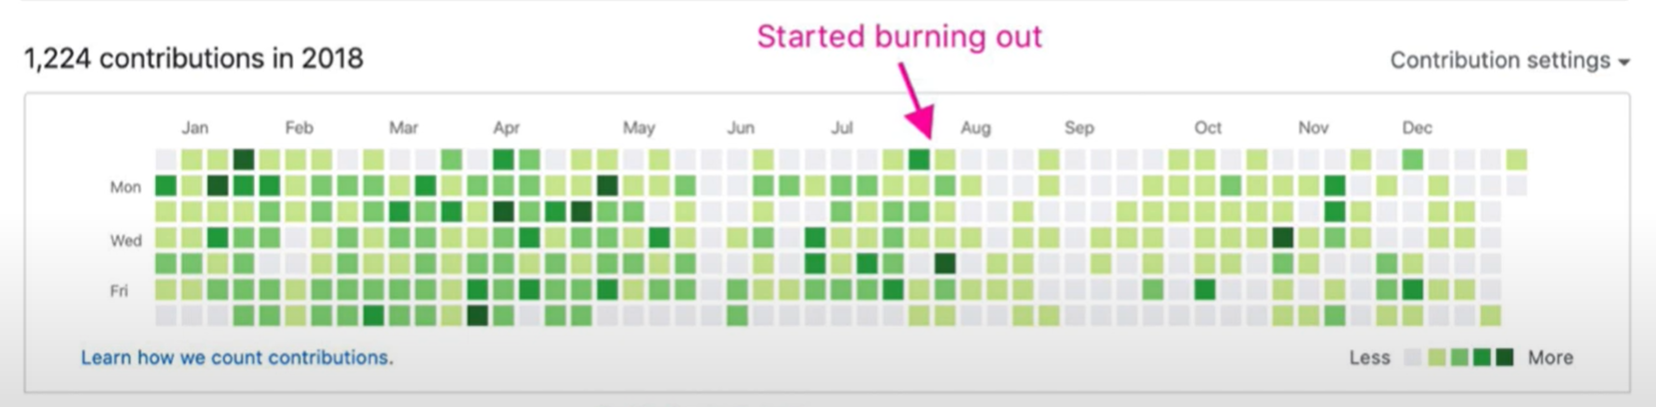 Started burning out
1,224 contributions in 2018
Contribution settings
Jan Feb Mar Apr May Jun Jul Aug Sep Oct Nov Dec
Mon
Wed
Fri
Learn how we count contributions.
Less More